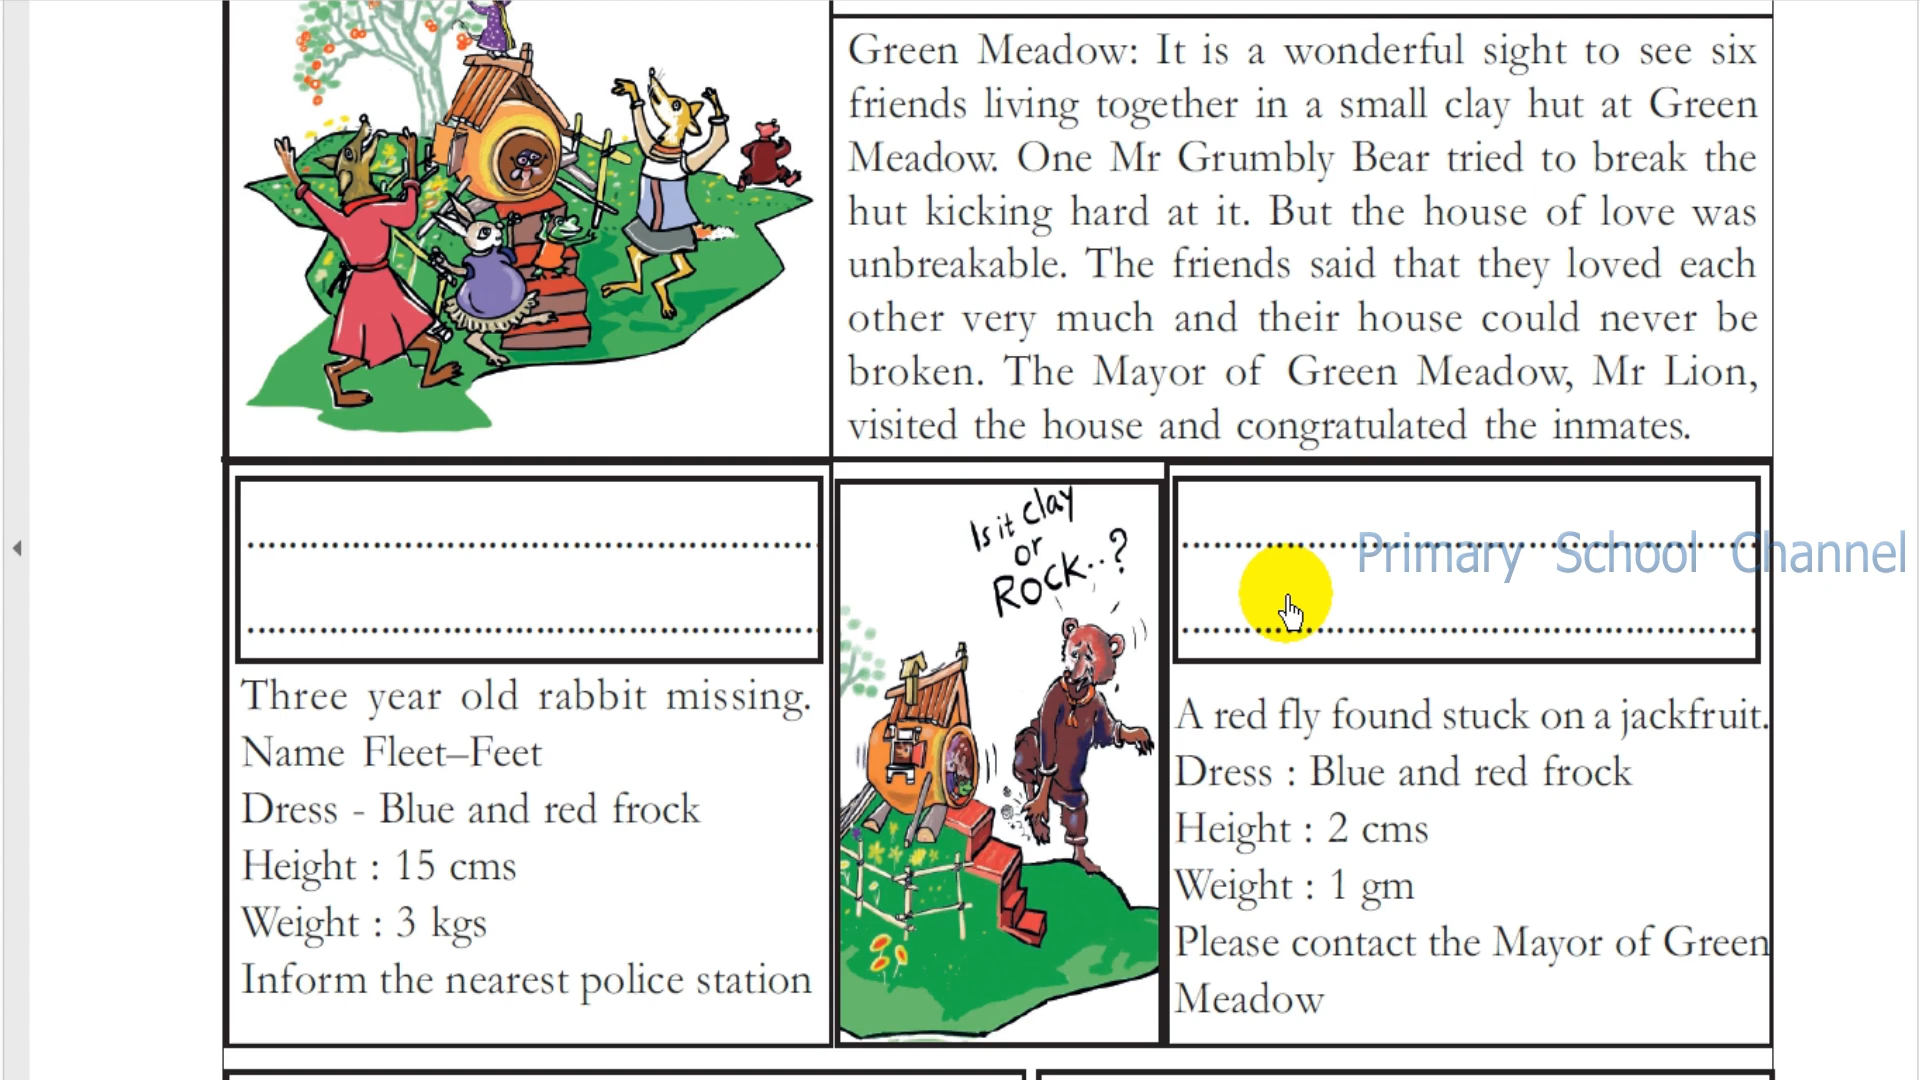 Green Meadow: It is a wonderful sight to see six
friends living together in a small clay hut at Green
Meadow. One Mr Grumbly Bear tried to break the
hut kicking hard at it. But the house of love was
unbreakable. The friends said that they loved each
other very much and their house could never be
broken. The Mayor of Green Meadow, Mr Lion,
visited the house and congratulated the inmates.
Three year old rabbit missing.
Name Fleet–Feet
Dress - Blue and red frock
Height : 15 cms
Weight : 3 kgs
Inform the nearest police station
Is it clay
or
Rock..?
Primary School Channel
A red fly found stuck on a jackfruit.
Dress : Blue and red frock
Height : 2 cms
Weight : 1 gm
Please contact the Mayor of Green
Meadow